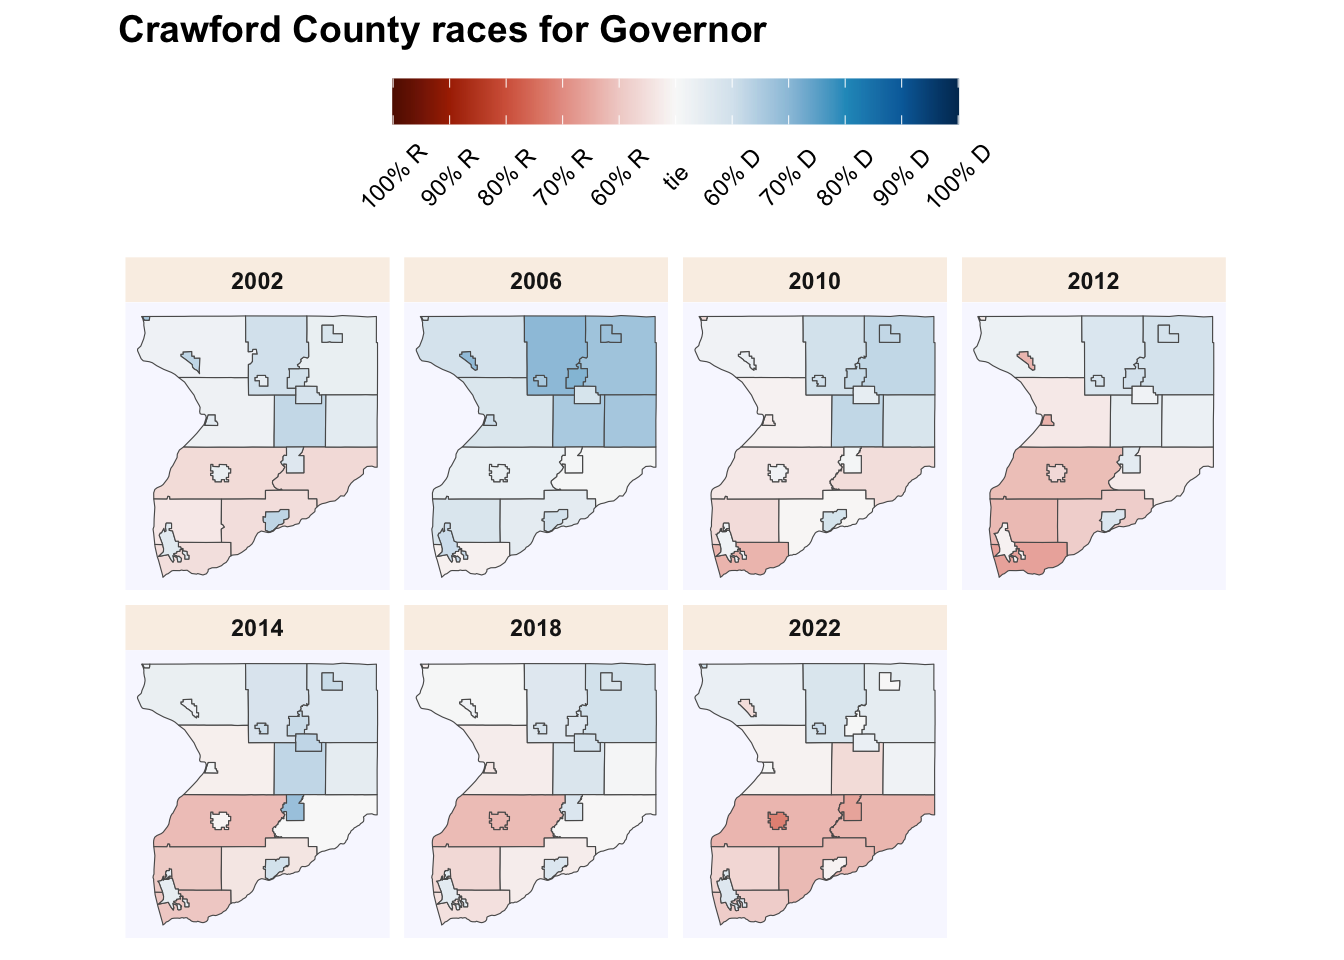 Crawford County races for Governor
100% R
90% R
80% R
70% R
60% R
tie
60% D
70% D
80% D
90% D
100% D
2002
2006
2010
2012
2014
2018
2022